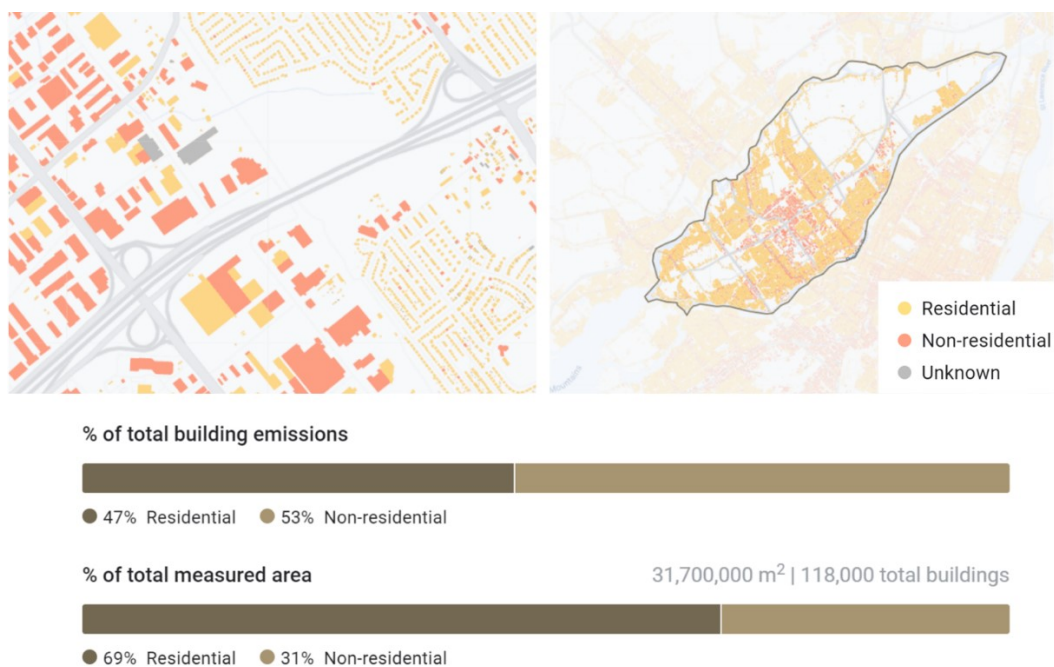 Residential
Non-residential
Unknown
Mountains
% of total building emissions
47% Residential 53% Non-residential
% of total measured area 31,700,000 m² | 118,000 total buildings
69% Residential 31% Non-residential